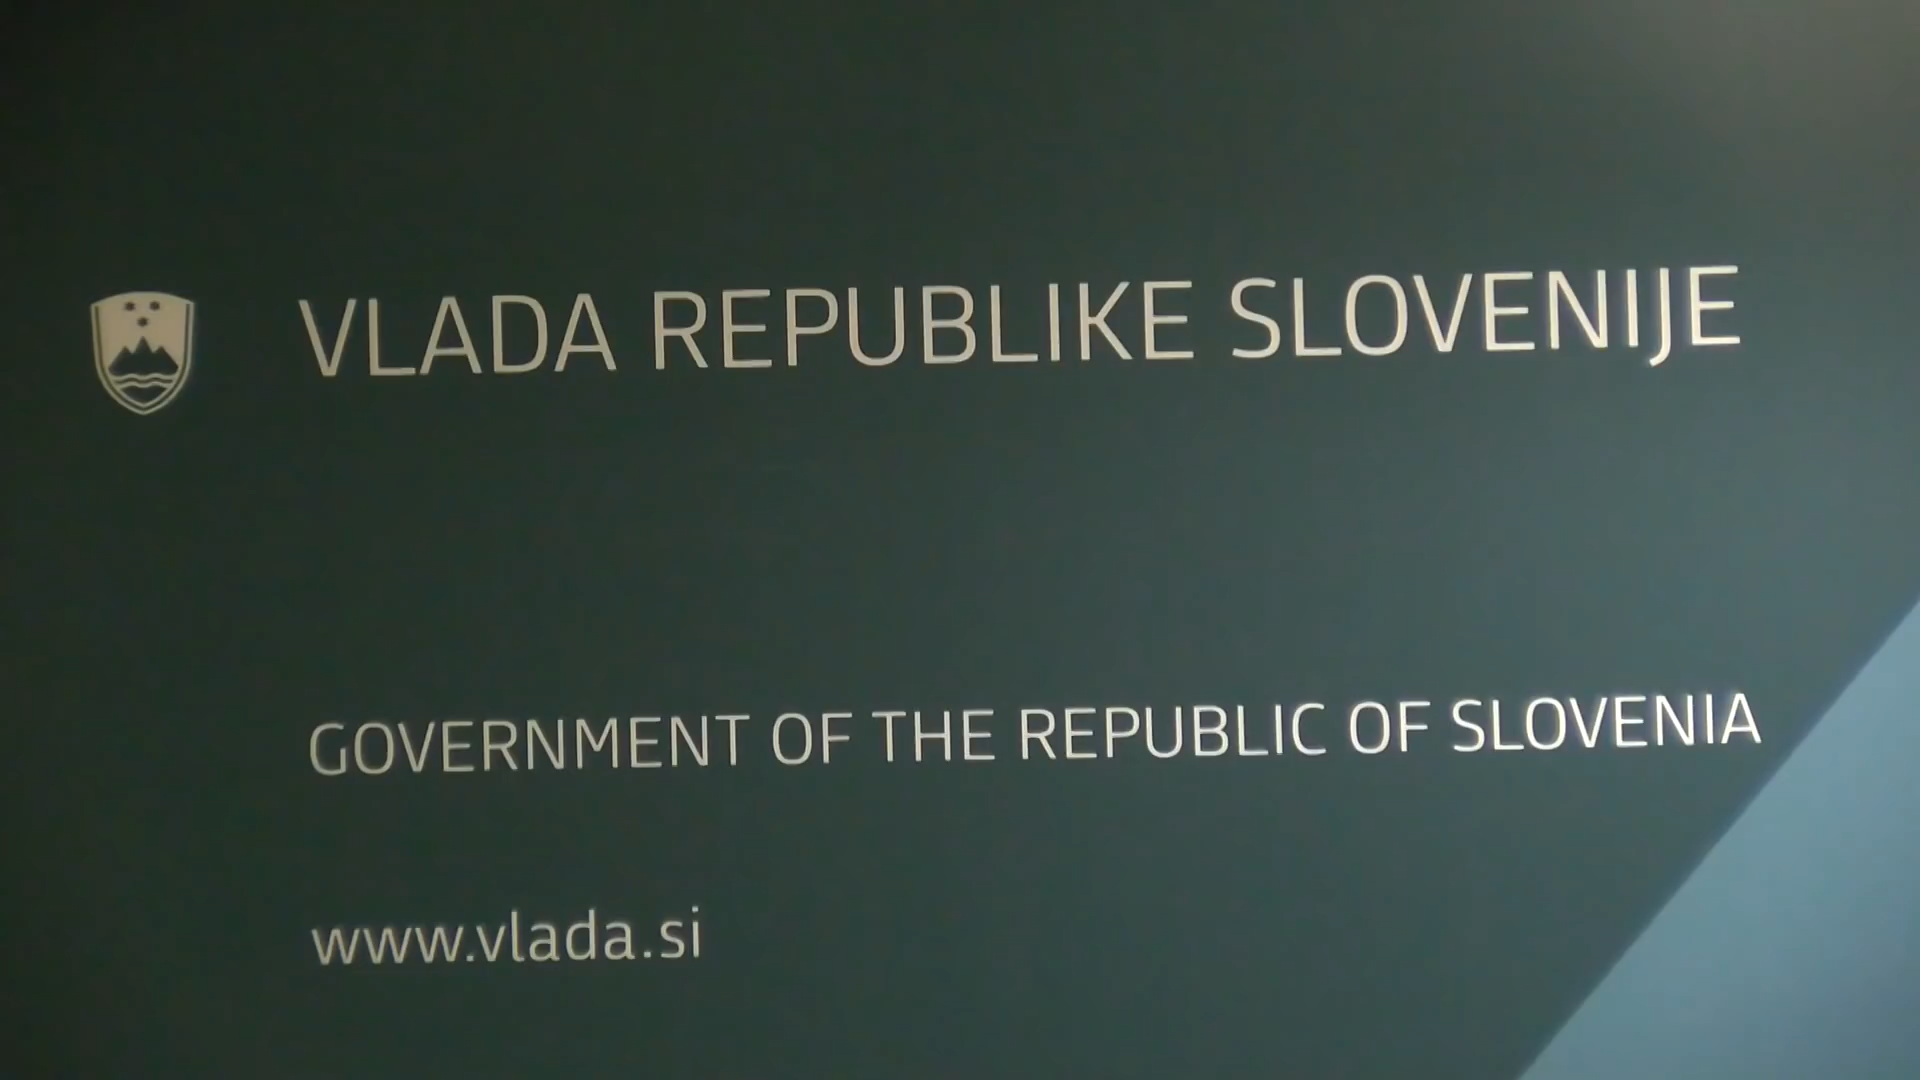 VLADA REPUBLIKE SLOVENIJE
GOVERNMENT OF THE REPUBLIC OF SLOVENIA
www.vlada.si